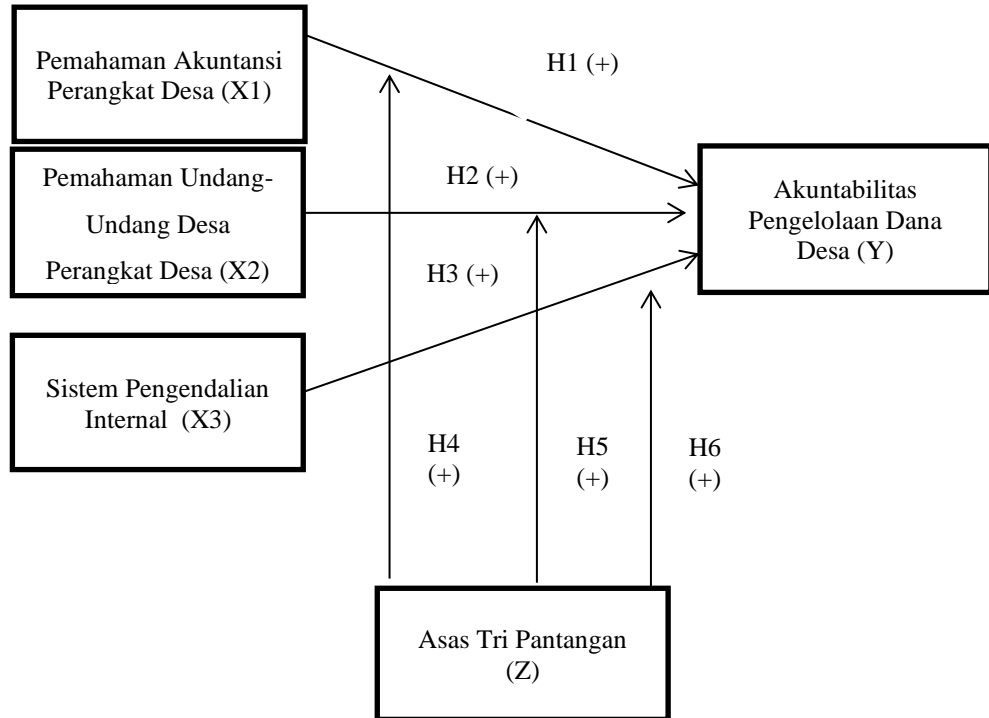 Pemahaman Akuntansi
Perangkat Desa (X1)
H1 (+)
Pemahaman Undang-
Undang Desa
Perangkat Desa (X2)
H2 (+)
Akuntabilitas
Pengelolaan Dana
Desa (Y)
H3 (+)
Sistem Pengendalian
Internal (X3)
H4
(+)
H5
(+)
H6
(+)
Asas Tri Pantangan
(Z)